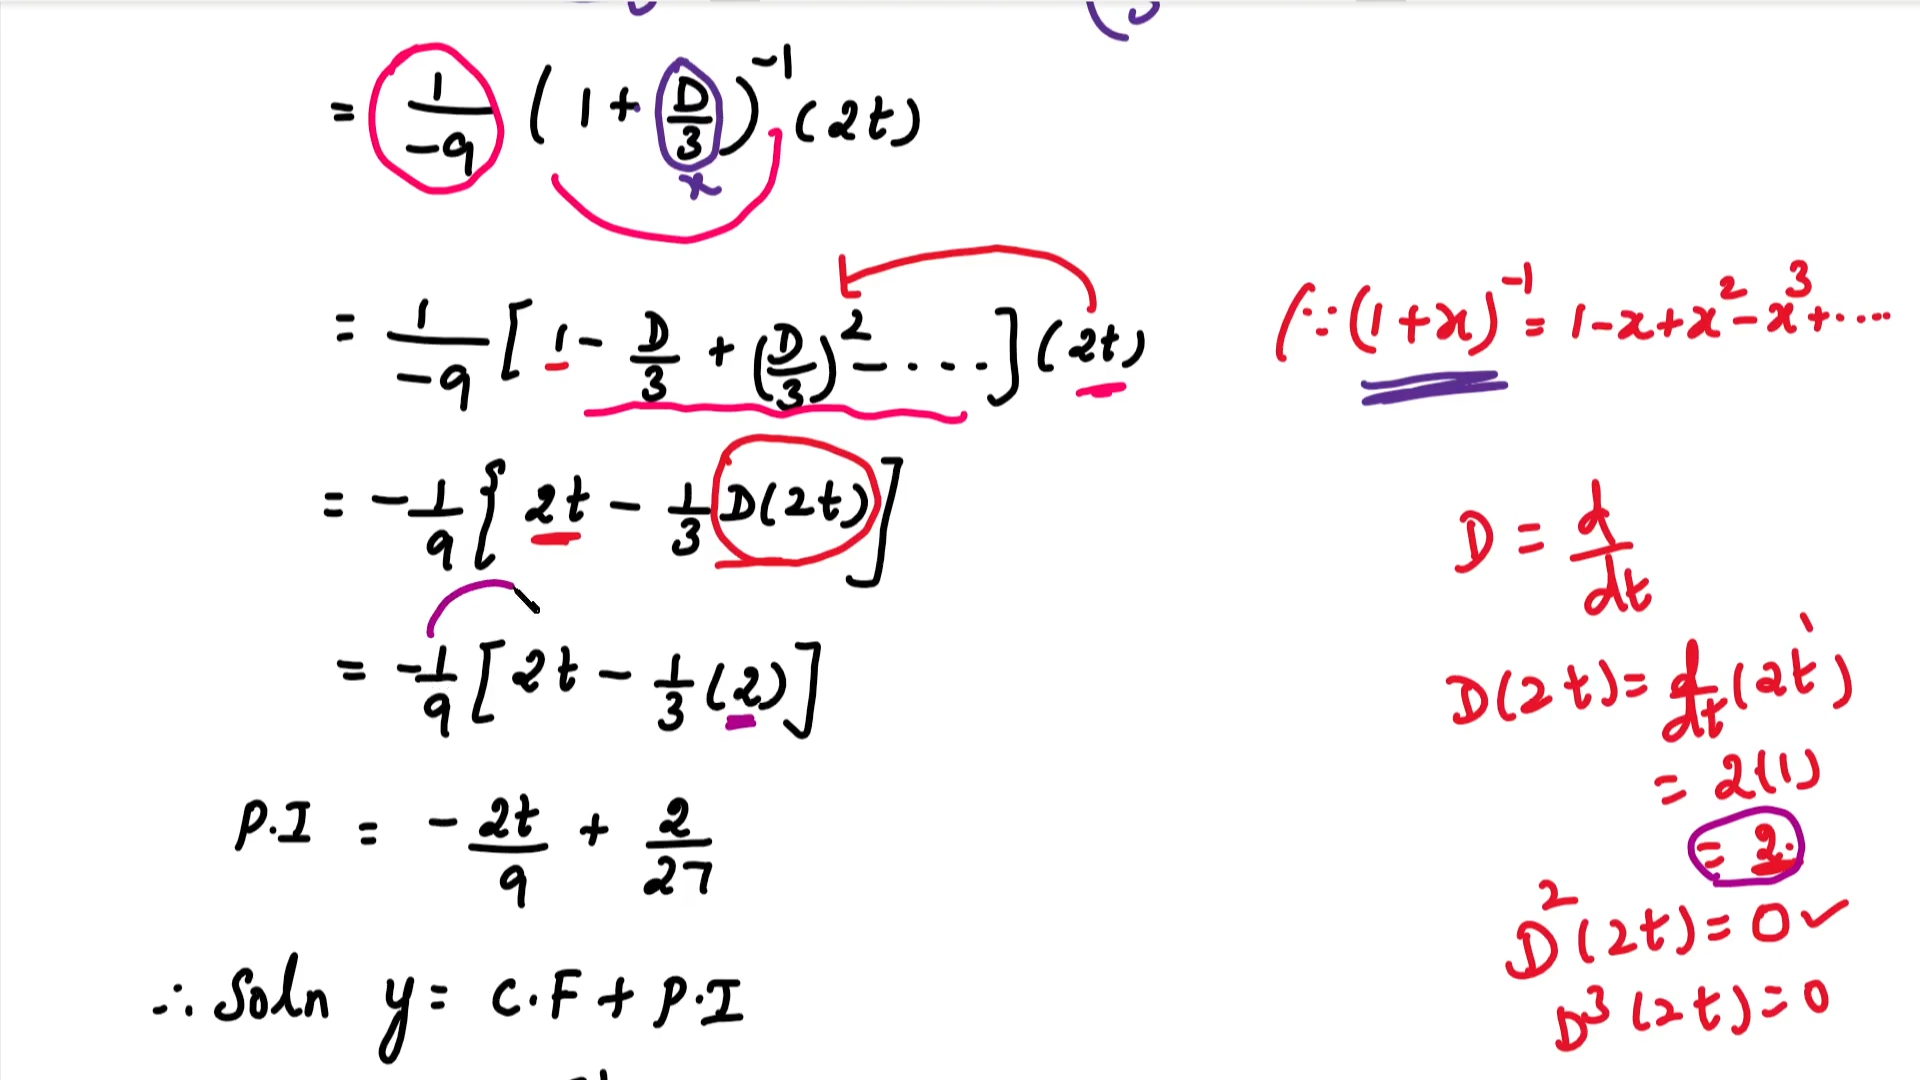 = 1/-9 (1 + D/3)^-1 (2t)
x
= 1/-9 [1 - D/3 + (D/3)^2 - ....] (2t)
(∵ (1+x)^-1 = 1-x+x^2-x^3+....
= -1/9 { 2t - 1/3 D(2t) ]
D = d/dt
= -1/9 [2t - 1/3 (2)]
D(2t) = d/dt (2t^1)
= 2(1)
= 2.
P.I = - 2t/9 + 2/27
D^2 (2t) = 0 ✓
D^3 (2t) = 0
∴ Soln y = C.F + P.I